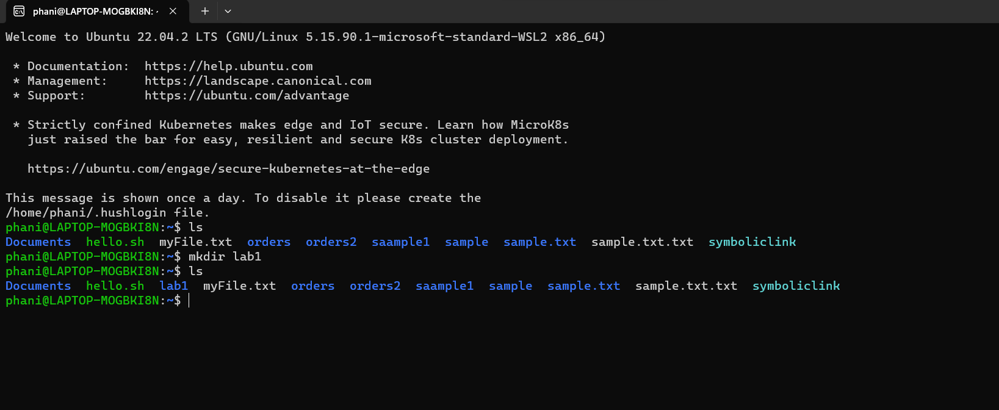 phani@LAPTOP-MOGBKI8N: ~
Welcome to Ubuntu 22.04.2 LTS (GNU/Linux 5.15.90.1-microsoft-standard-WSL2 x86_64)
* Documentation:  https://help.ubuntu.com
* Management:     https://landscape.canonical.com
* Support:        https://ubuntu.com/advantage
* Strictly confined Kubernetes makes edge and IoT secure. Learn how MicroK8s
just raised the bar for easy, resilient and secure K8s cluster deployment.
https://ubuntu.com/engage/secure-kubernetes-at-the-edge
This message is shown once a day. To disable it please create the
/home/phani/.hushlogin file.
phani@LAPTOP-MOGBKI8N:~$ ls
Documents  hello.sh  myFile.txt  orders  orders2  saample1  sample  sample.txt  sample.txt.txt  symboliclink
phani@LAPTOP-MOGBKI8N:~$ mkdir lab1
phani@LAPTOP-MOGBKI8N:~$ ls
Documents  hello.sh  lab1  myFile.txt  orders  orders2  saample1  sample  sample.txt  sample.txt.txt  symboliclink
phani@LAPTOP-MOGBKI8N:~$